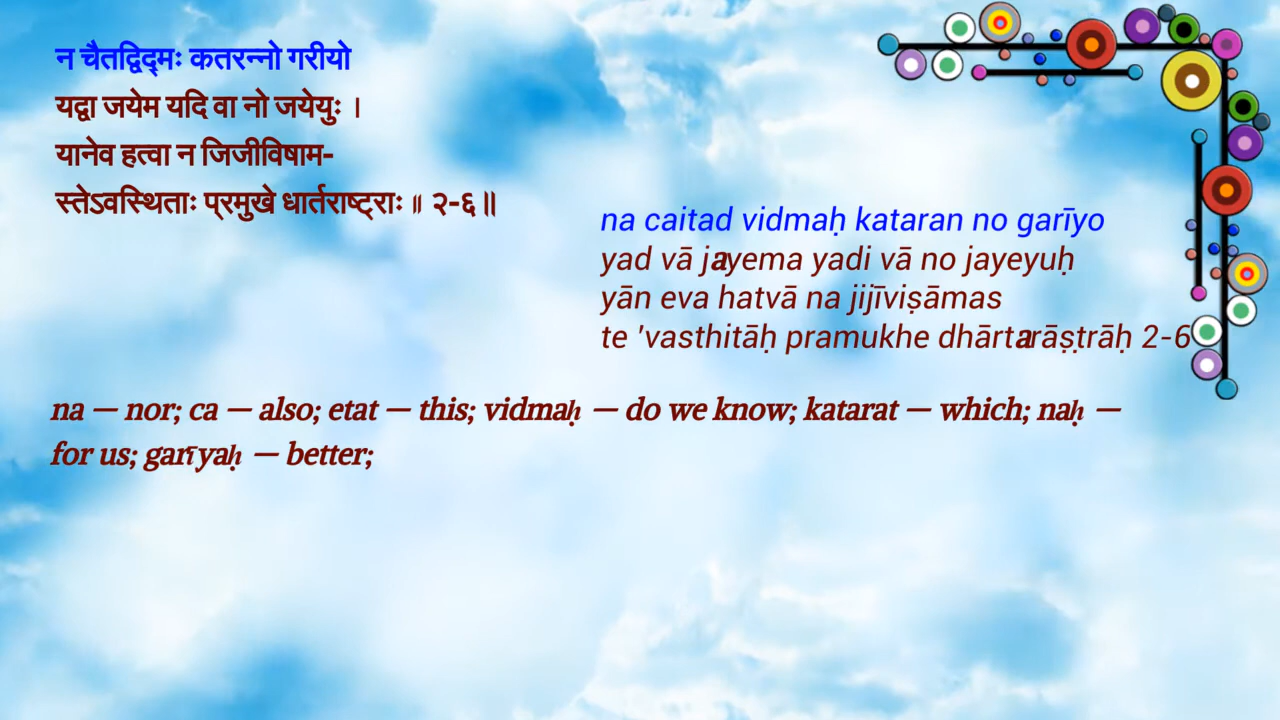 न चैतद्विद्मः कतरन्नो गरीयो
यद्वा जयेम यदि वा नो जयेयुः ।
यानेव हत्वा न जिजीविषाम-
स्तेऽवस्थिताः प्रमुखे धार्तराष्ट्राः ॥ २-६॥
na caitad vidmaḥ kataran no garīyo
yad vā jayema yadi vā no jayeyuḥ
yān eva hatvā na jijīviṣāmas
te 'vasthitāḥ pramukhe dhārtarāṣṭrāḥ 2-6
na — nor; ca — also; etat — this; vidmaḥ — do we know; katarat — which; naḥ —
for us; garīyaḥ — better;